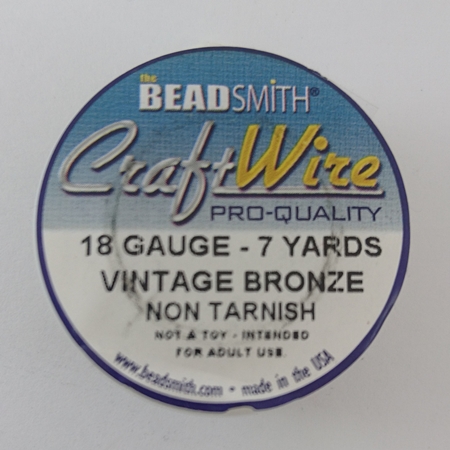 the
BEADSMITH®
CraftWire
PRO-QUALITY
18 GAUGE - 7 YARDS
VINTAGE BRONZE
NON TARNISH
NOT A TOY - INTENDED
FOR ADULT USE.
www.beadsmith.com - made in the USA